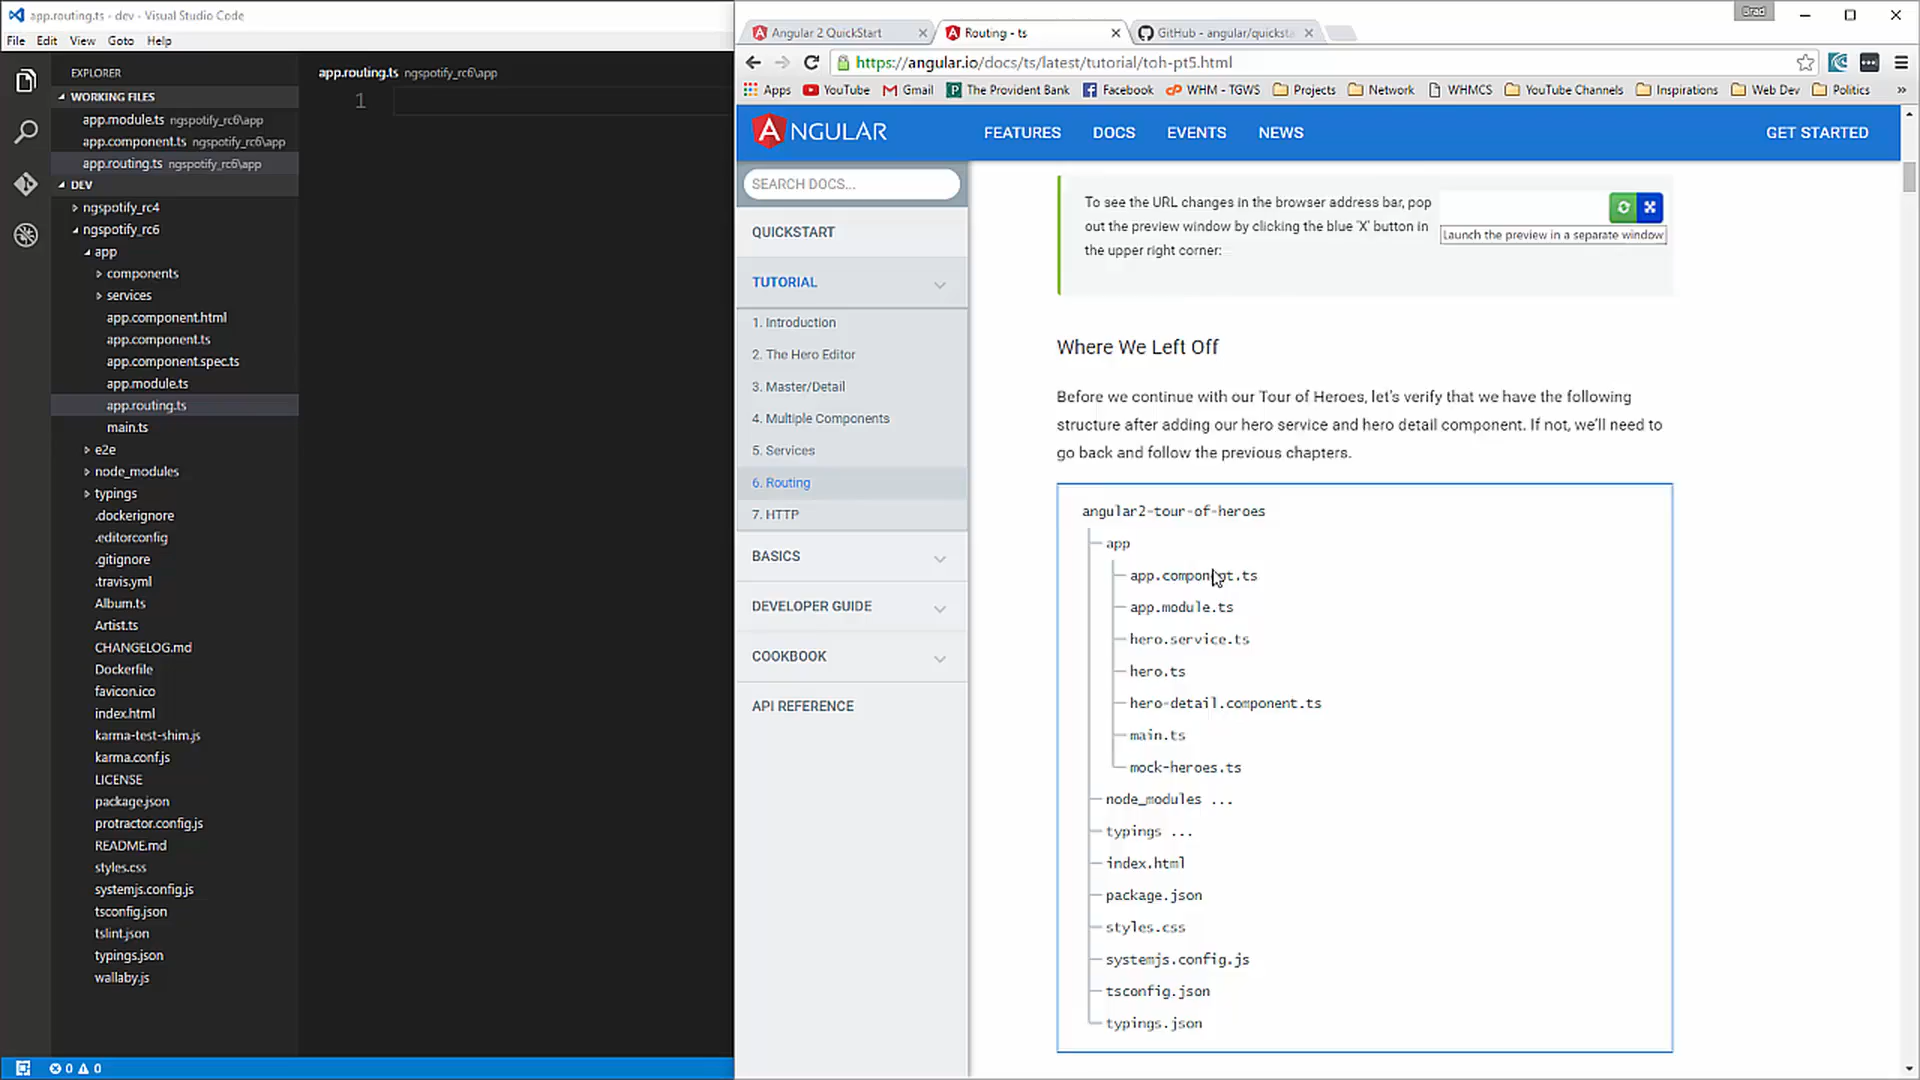 app.routing.ts - dev - Visual Studio Code
File Edit View Goto Help
EXPLORER
WORKING FILES
app.module.ts ngspotify_rc6\app
app.component.ts ngspotify_rc6\app
app.routing.ts ngspotify_rc6\app
DEV
ngspotify_rc4
ngspotify_rc6
app
components
services
app.component.html
app.component.ts
app.component.spec.ts
app.module.ts
app.routing.ts
main.ts
e2e
node_modules
typings
.dockerignore
.editorconfig
.gitignore
.travis.yml
Album.ts
Artist.ts
CHANGELOG.md
Dockerfile
favicon.ico
index.html
karma-test-shim.js
karma.conf.js
LICENSE
package.json
protractor.config.js
README.md
styles.css
systemjs.config.js
tsconfig.json
tslint.json
typings.json
wallaby.js
0 0
app.routing.ts ngspotify_rc6\app
1
Brad
Angular 2 QuickStart
Routing - ts
GitHub - angular/quicksta
https://angular.io/docs/ts/latest/tutorial/toh-pt5.html
Apps YouTube Gmail The Provident Bank Facebook WHM - TGWS Projects Network WHMCS YouTube Channels Inspirations Web Dev Politics »
ANGULAR
FEATURES DOCS EVENTS NEWS GET STARTED
SEARCH DOCS...
QUICKSTART
TUTORIAL
1. Introduction
2. The Hero Editor
3. Master/Detail
4. Multiple Components
5. Services
6. Routing
7. HTTP
BASICS
DEVELOPER GUIDE
COOKBOOK
API REFERENCE
To see the URL changes in the browser address bar, pop
out the preview window by clicking the blue 'X' button in
the upper right corner:
Launch the preview in a separate window
Where We Left Off
Before we continue with our Tour of Heroes, let's verify that we have the following
structure after adding our hero service and hero detail component. If not, we'll need to
go back and follow the previous chapters.
angular2-tour-of-heroes
app
app.component.ts
app.module.ts
hero.service.ts
hero.ts
hero-detail.component.ts
main.ts
mock-heroes.ts
node_modules ...
typings ...
index.html
package.json
styles.css
systemjs.config.js
tsconfig.json
typings.json